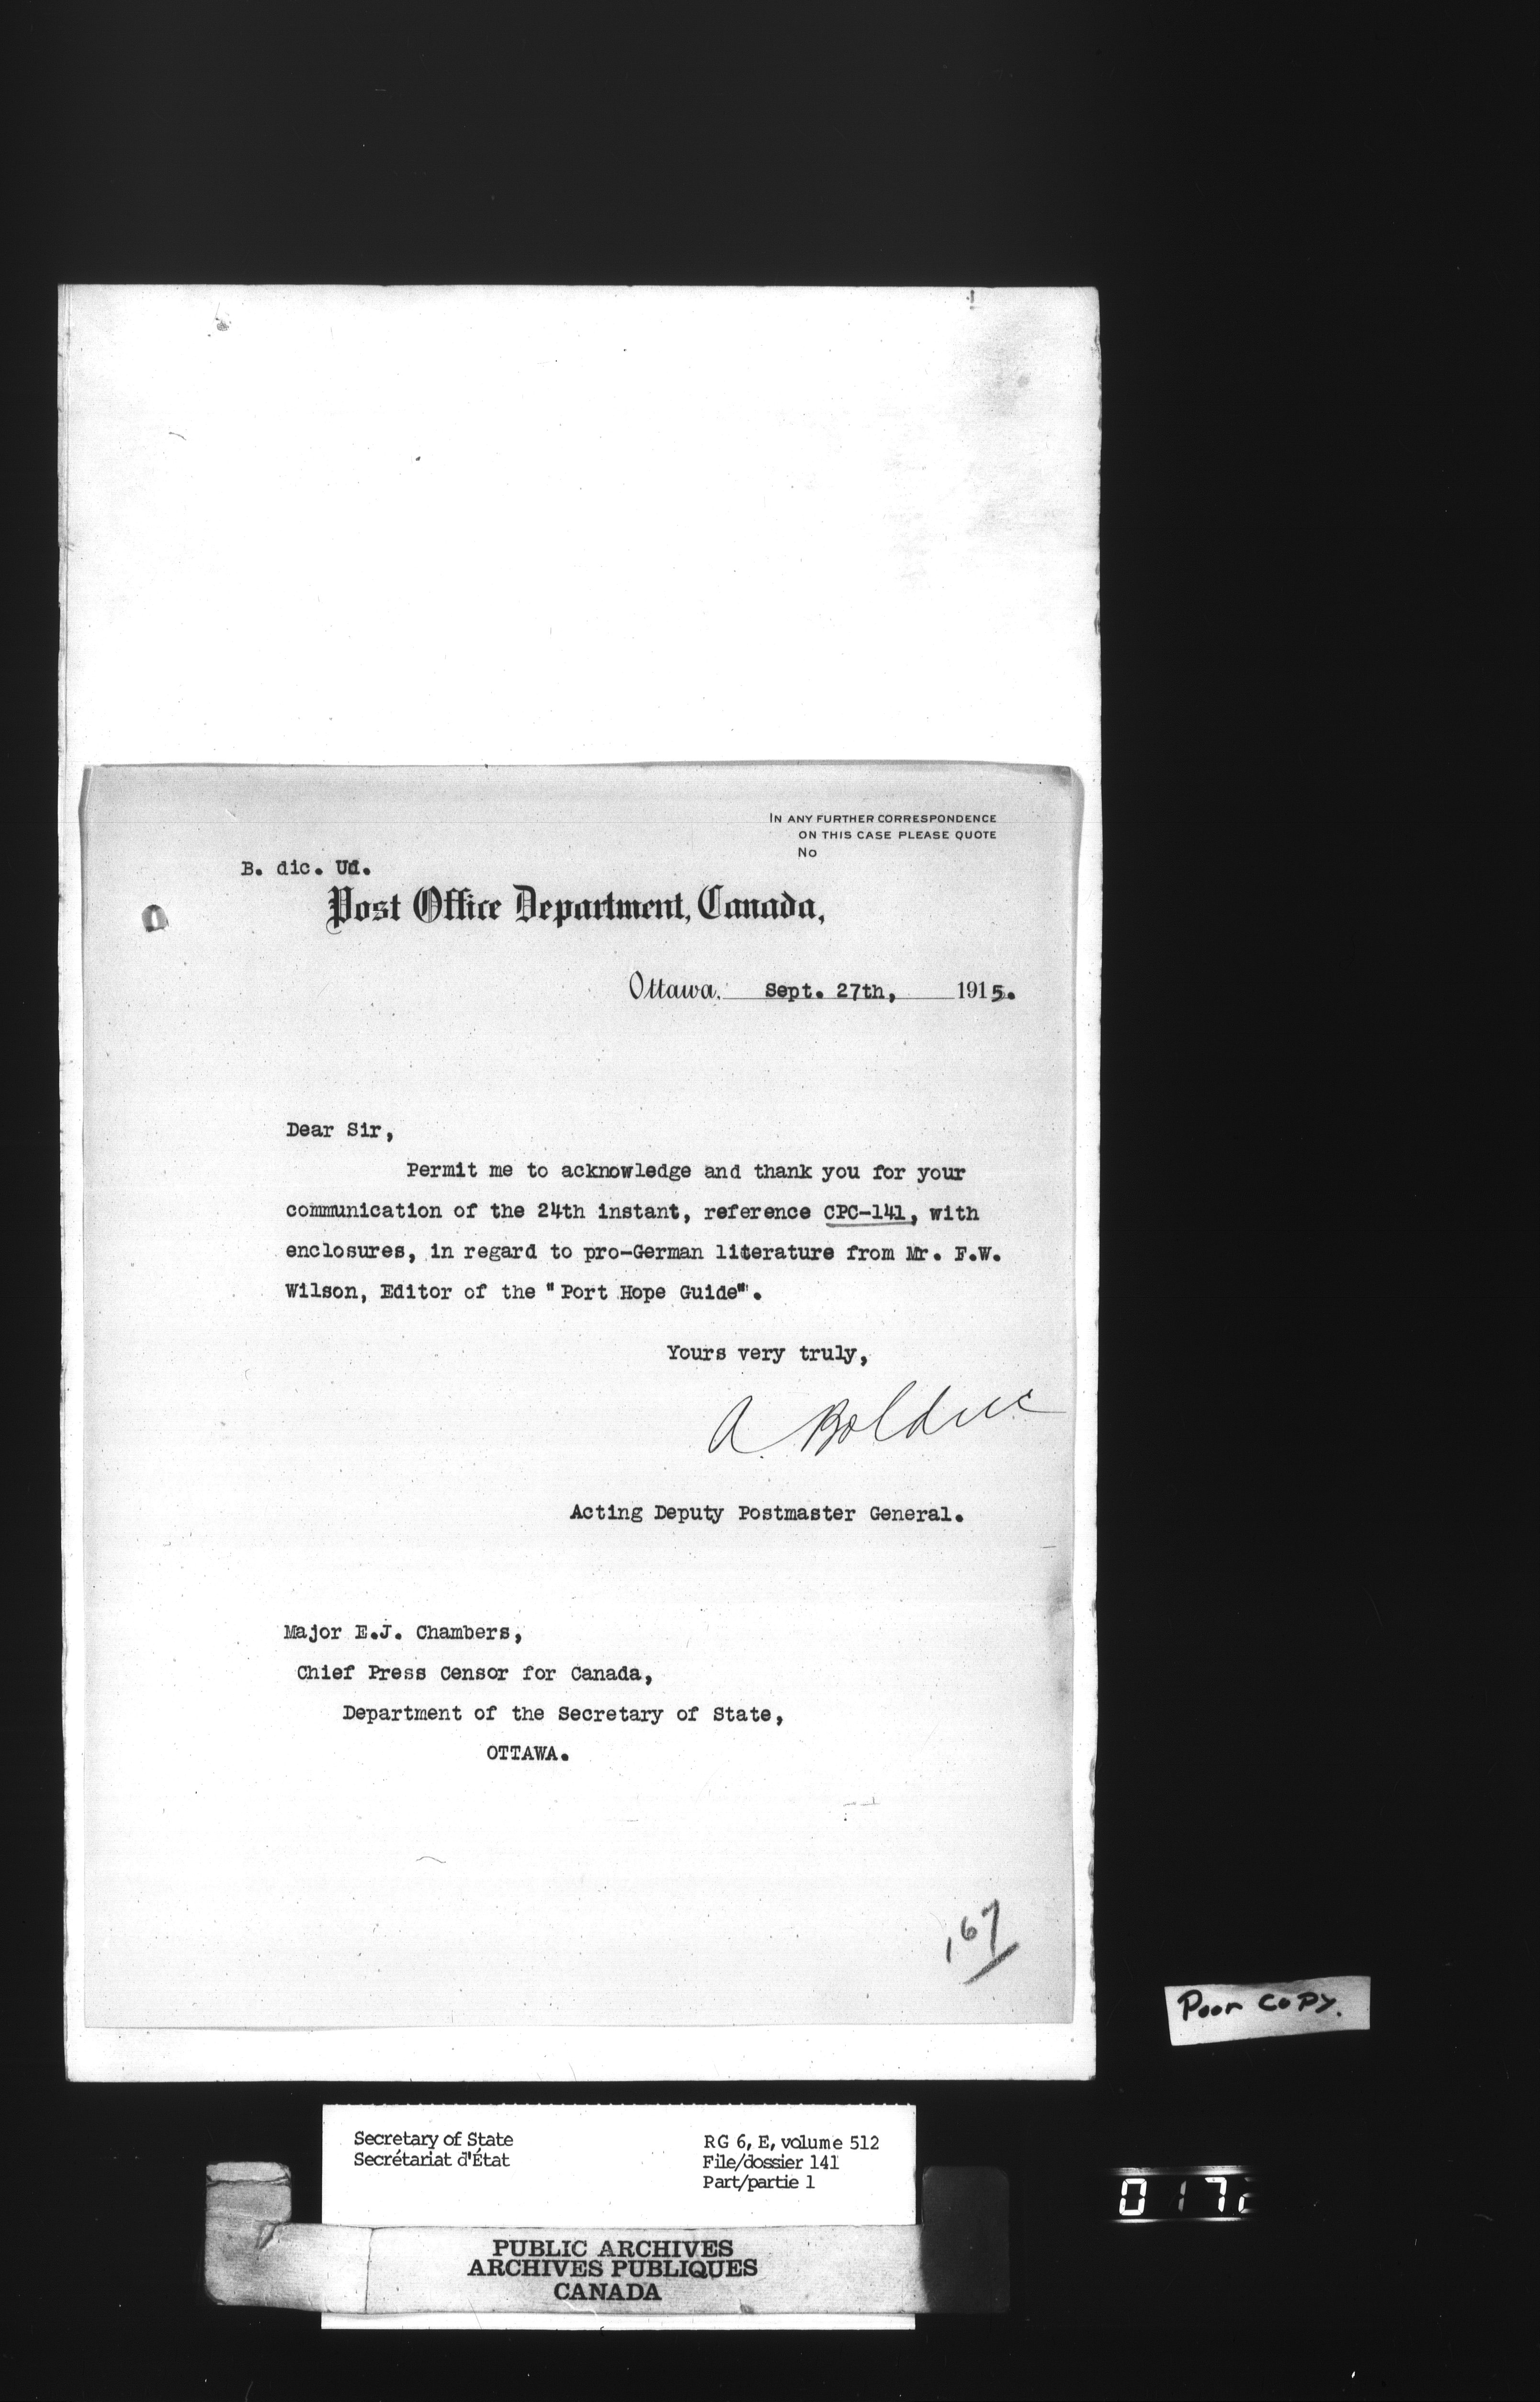 IN ANY FURTHER CORRESPONDENCE
ON THIS CASE PLEASE QUOTE
No
B. dic. Ud.
Post Office Department, Canada,
Ottawa, Sept. 27th, 1915.
Dear Sir,
Permit me to acknowledge and thank you for your
communication of the 24th instant, reference CPC-141, with
enclosures, in regard to pro-German literature from Mr. F.W.
Wilson, Editor of the "Port Hope Guide".
Yours very truly,
A. Bolduc
Acting Deputy Postmaster General.
Major E.J. Chambers,
Chief Press Censor for Canada,
Department of the Secretary of State,
OTTAWA.
167
Poor COPY.
Secretary of State
Secrétariat d'État
RG 6, E, volume 512
File/dossier 141
Part/partie 1
PUBLIC ARCHIVES
ARCHIVES PUBLIQUES
CANADA